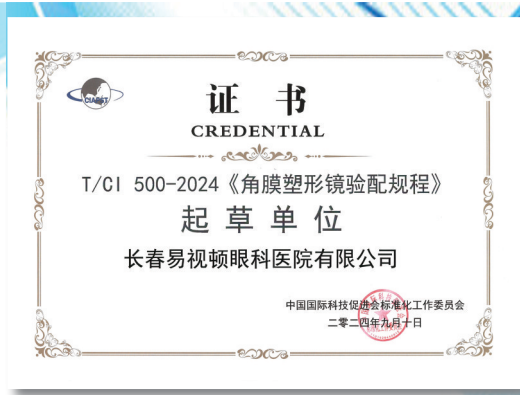 CIAPST
证 书
CREDENTIAL
T/CI 500-2024《角膜塑形镜验配规程》
起草单位
长春易视顿眼科医院有限公司
中国国际科技促进会标准化工作委员会
二零二四年九月十日